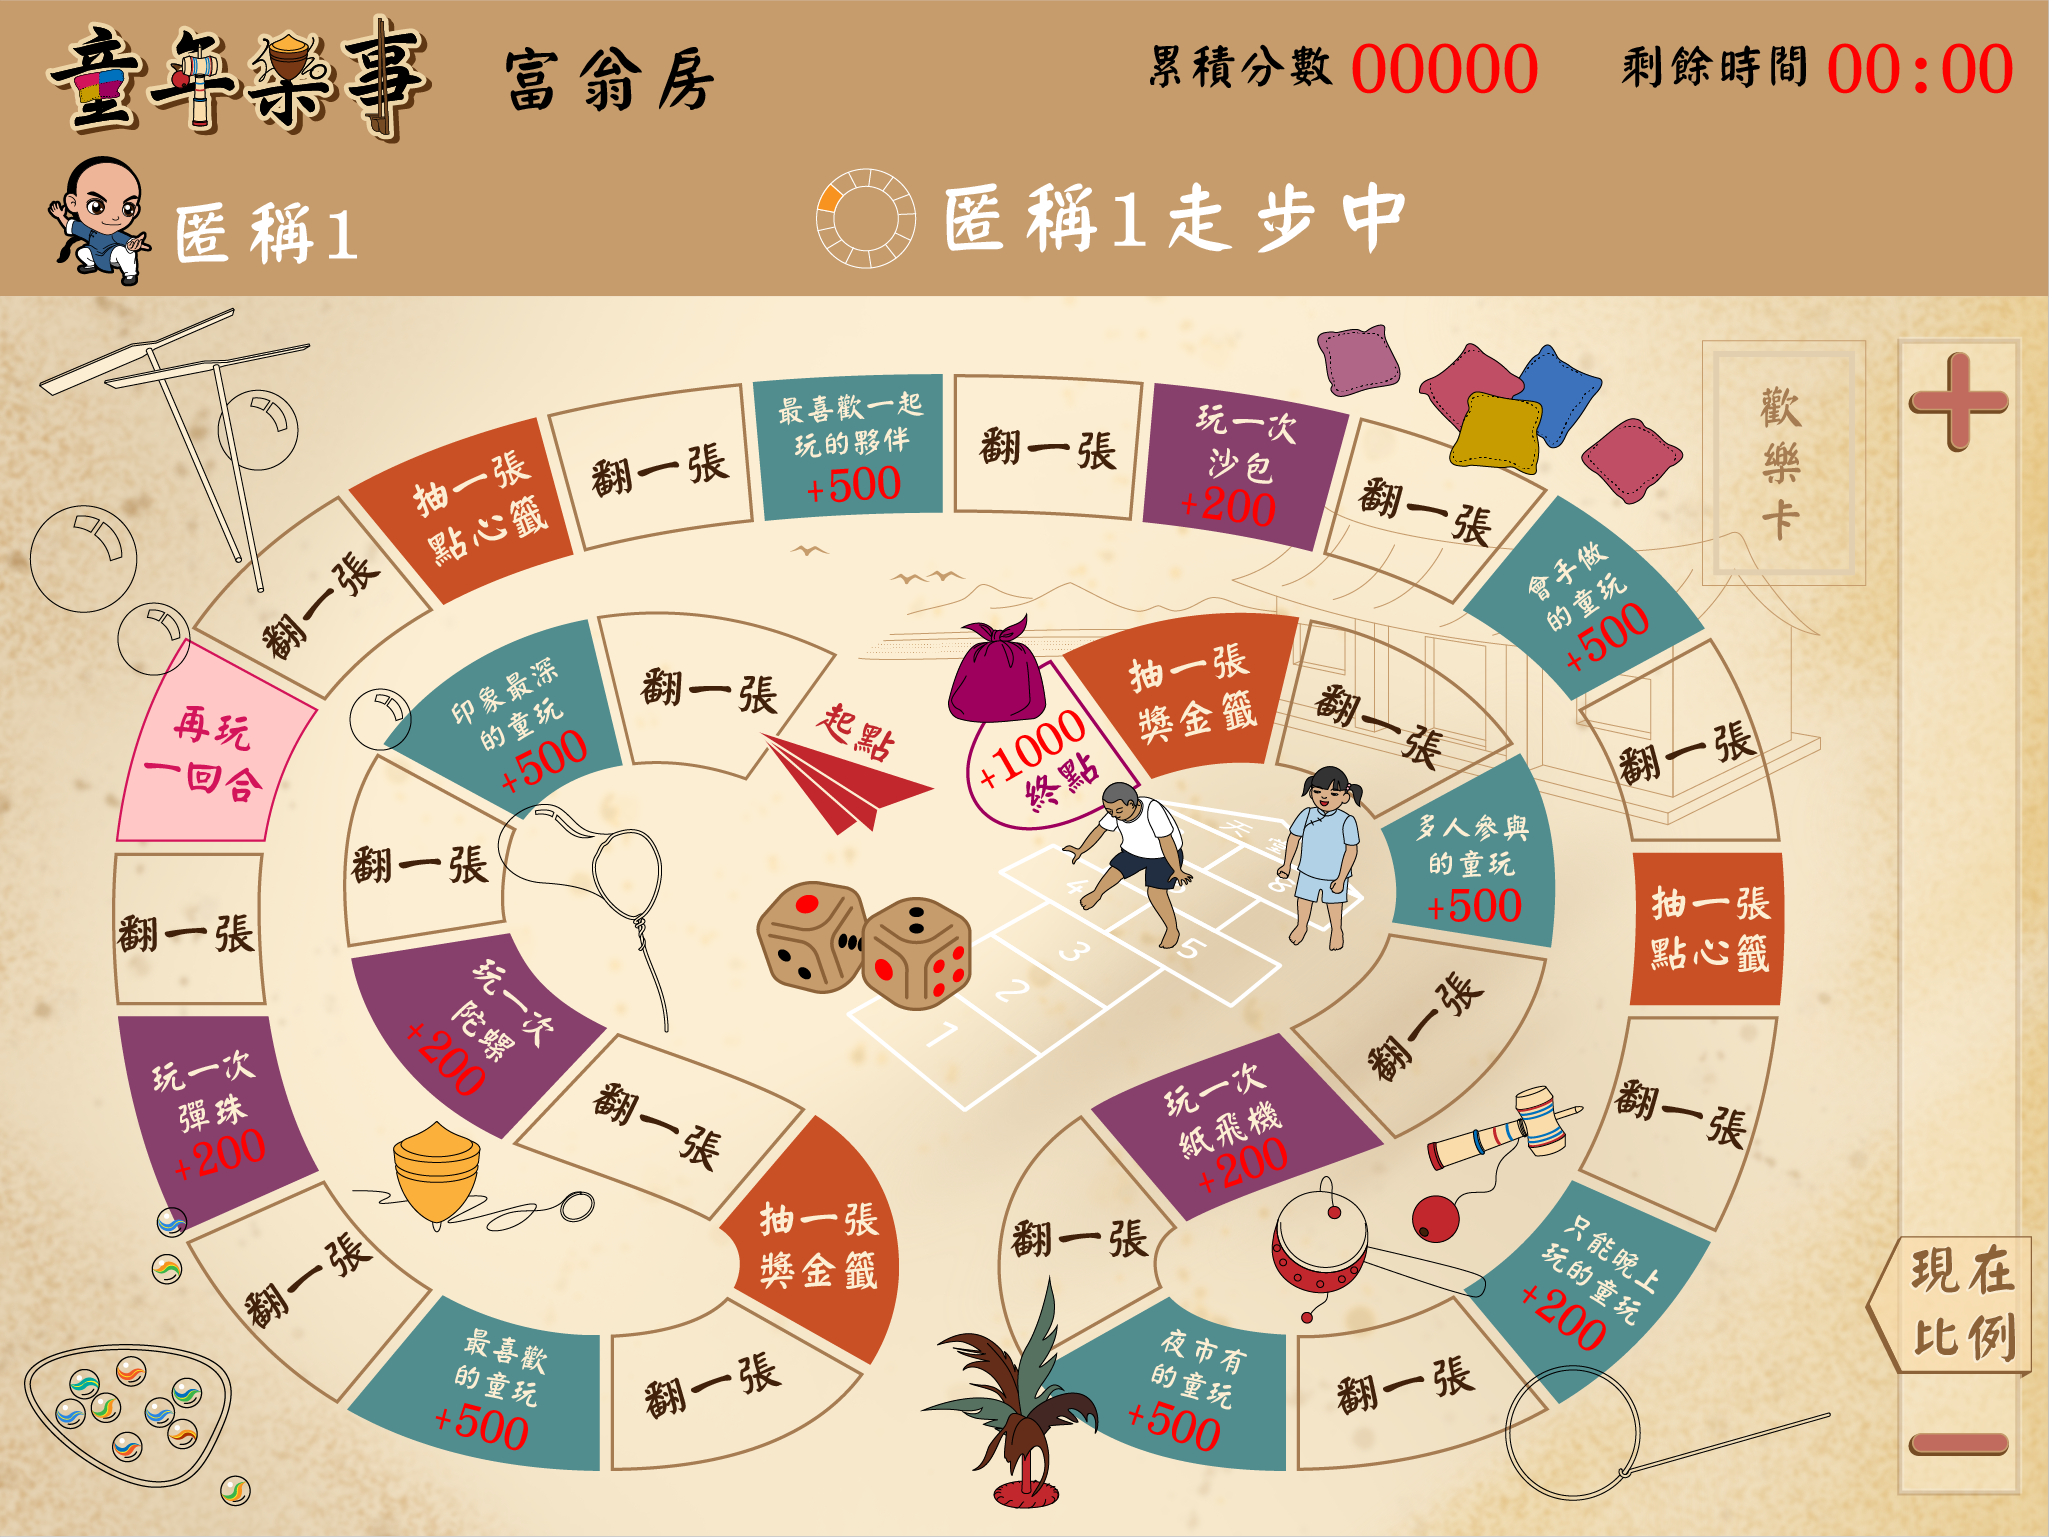 童年樂事
富翁房
累積分數 00000
剩餘時間 00:00
匿稱1
匿稱1走步中
起點
翻一張
印象最深
的童玩
+500
翻一張
玩一次
陀螺
+200
翻一張
抽一張
獎金籤
翻一張
最喜歡
的童玩
+500
翻一張
玩一次
彈珠
+200
翻一張
再玩
一回合
翻一張
抽一張
點心籤
翻一張
最喜歡一起
玩的夥伴
+500
翻一張
玩一次
沙包
+200
翻一張
會手做
的童玩
+500
翻一張
抽一張
點心籤
翻一張
只能晚上
玩的童玩
+200
翻一張
夜市有
的童玩
+500
翻一張
玩一次
紙飛機
+200
翻一張
多人參與
的童玩
+500
翻一張
抽一張
獎金籤
+1000
終點
1
2
3
4
5
天
歡樂卡
現在
比例